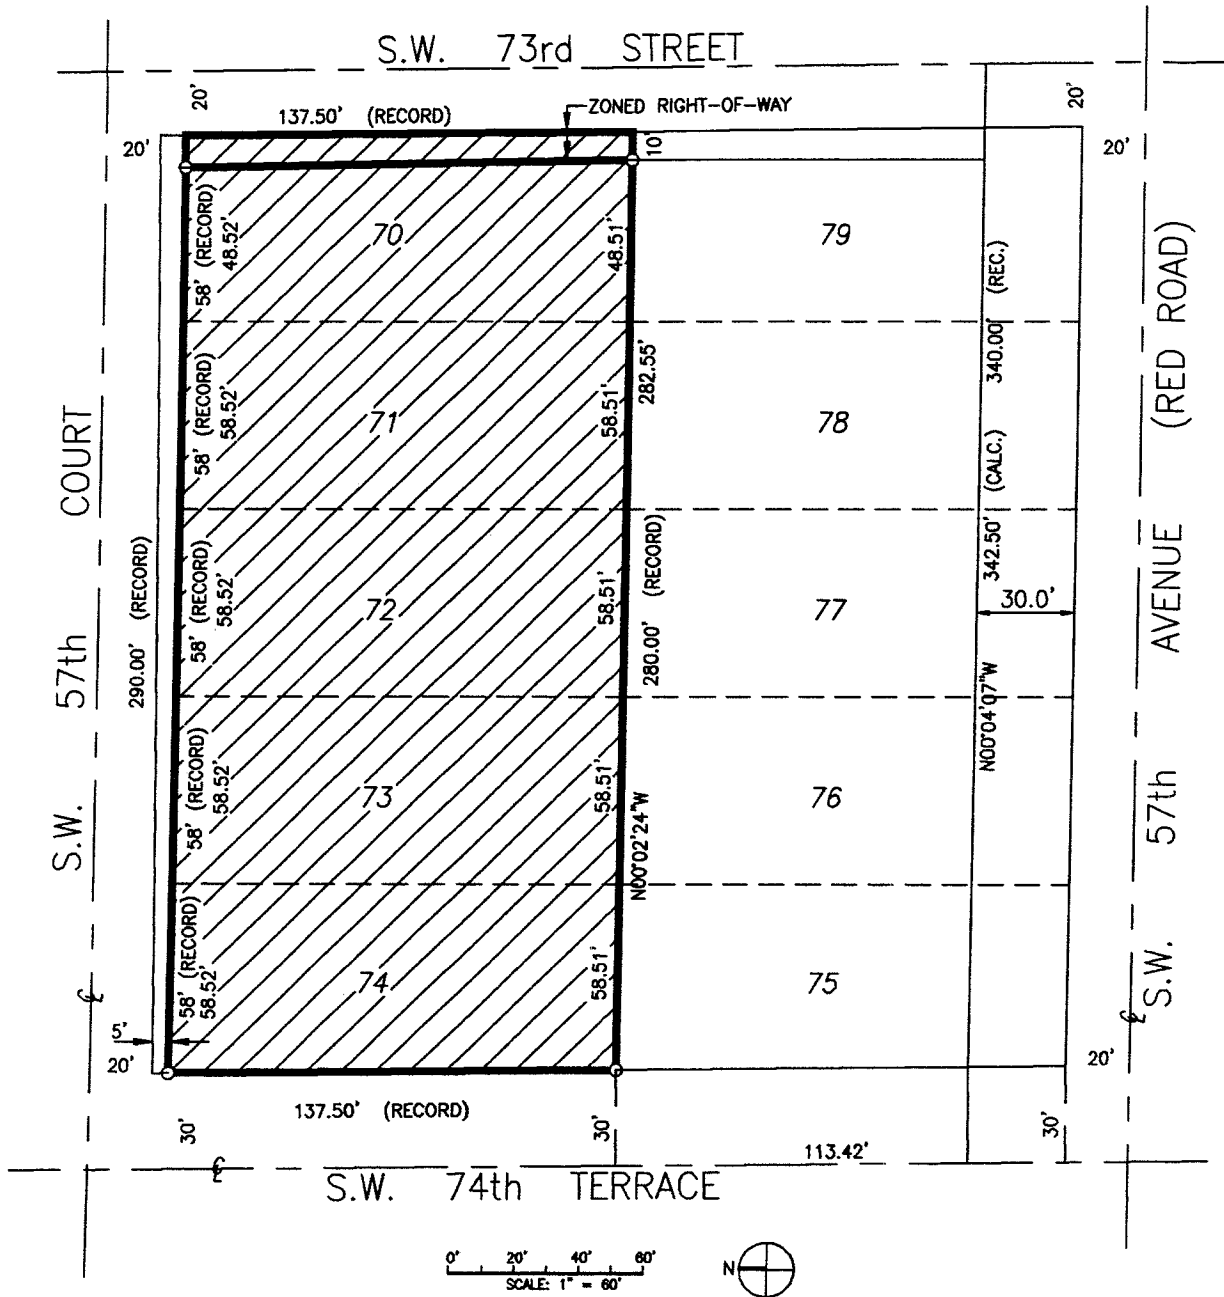 S.W. 73rd STREET
20'
20'
137.50' (RECORD)
ZONED RIGHT-OF-WAY
20'
10'
20'
58' (RECORD)
48.52'
70
48.51'
79
340.00' (REC.)
(RED ROAD)
58' (RECORD)
58.52'
71
58.51'
282.55'
78
S.W. 57th COURT
290.00' (RECORD)
58' (RECORD)
58.52'
72
58.51'
280.00' (RECORD)
77
342.50' (CALC.)
30.0'
S.W. 57th AVENUE
58' (RECORD)
58.52'
73
58.51'
N00°02'24"W
76
N00°04'07"W
58' (RECORD)
58.52'
74
58.51'
75
5'
20'
20'
137.50' (RECORD)
30'
30'
30'
113.42'
S.W. 74th TERRACE
0' 20' 40' 60'
SCALE: 1" = 60'
N